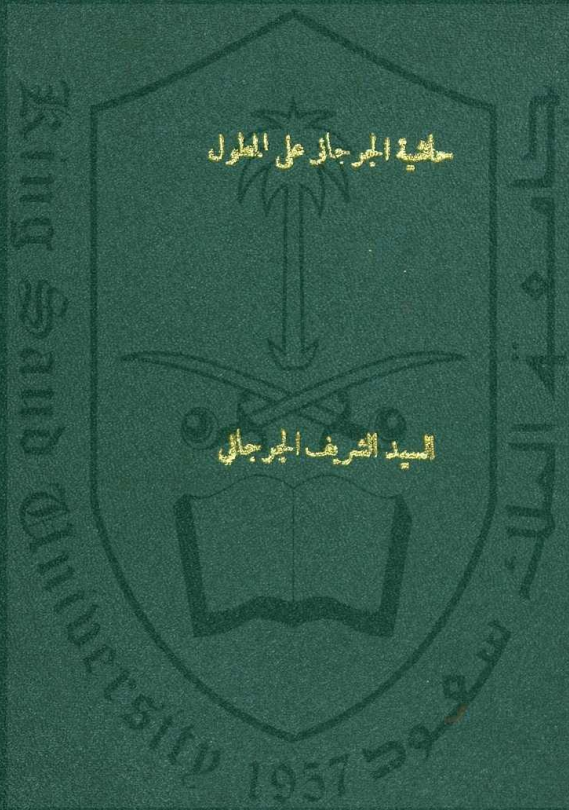 حاشية الجرجاني على المطول
السيد الشريف الجرجاني
King Saud University 1957
جامعة الملك سعود